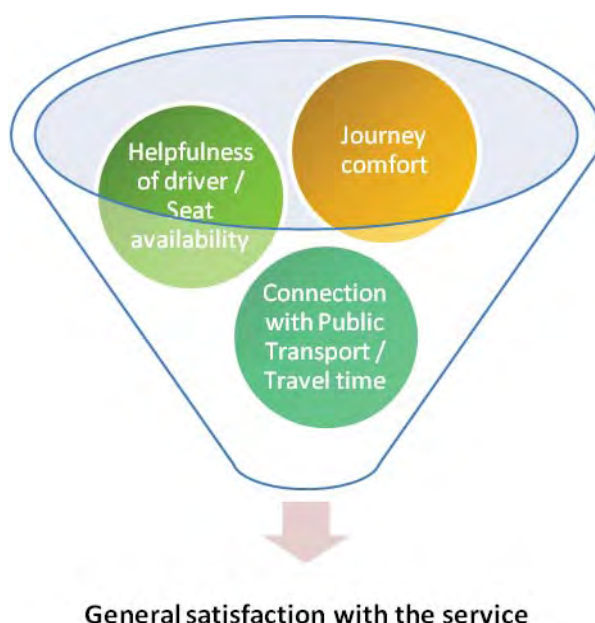 Helpfulness
of driver /
Seat
availability
Journey
comfort
Connection
with Public
Transport /
Travel time
General satisfaction with the service